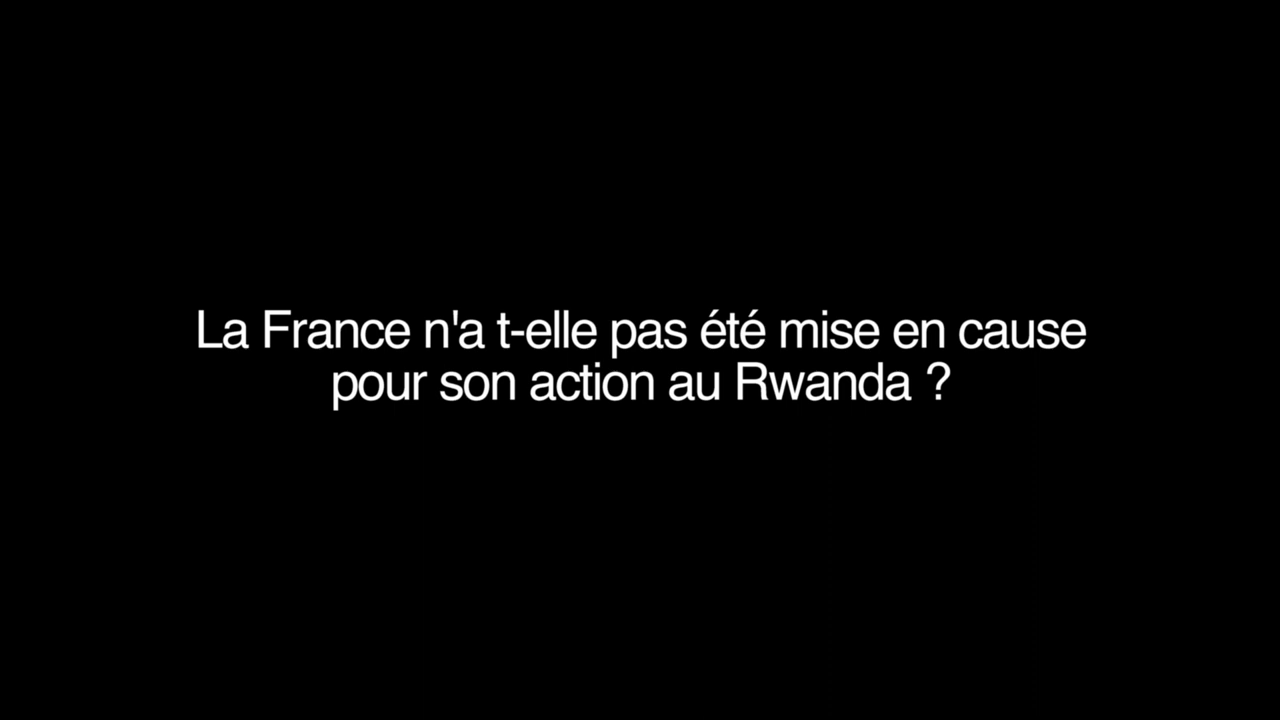 La France n'a t-elle pas été mise en cause
pour son action au Rwanda ?